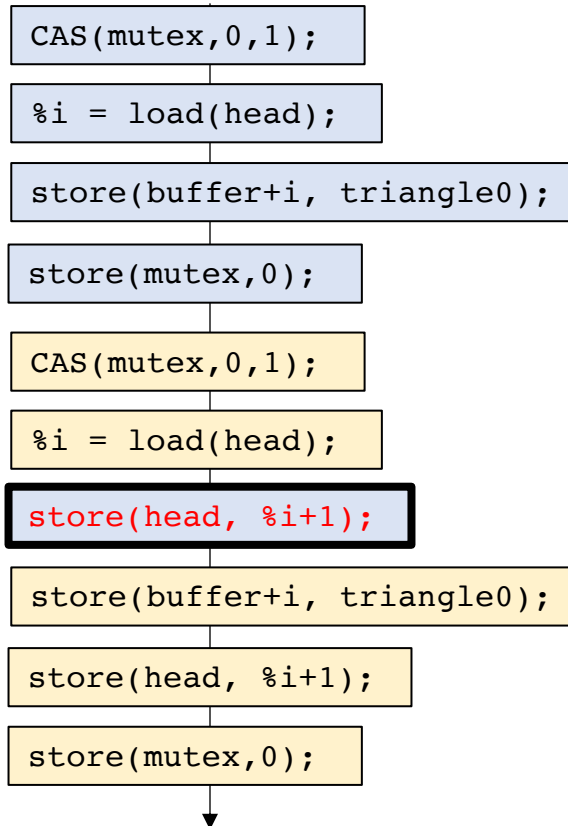 CAS(mutex,0,1);
%i = load(head);
store(buffer+i, triangle0);
store(mutex,0);
CAS(mutex,0,1);
%i = load(head);
store(head, %i+1);
store(buffer+i, triangle0);
store(head, %i+1);
store(mutex,0);